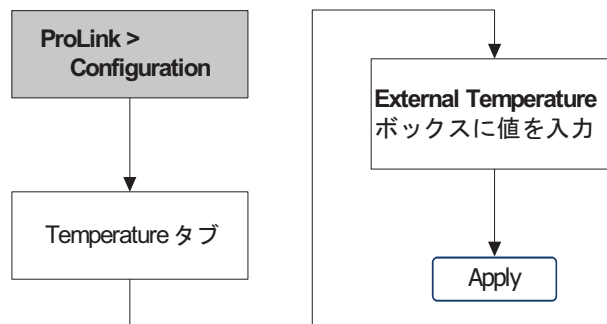 ProLink >
Configuration
Temperature タブ
External Temperature
ボックスに値を入力
Apply